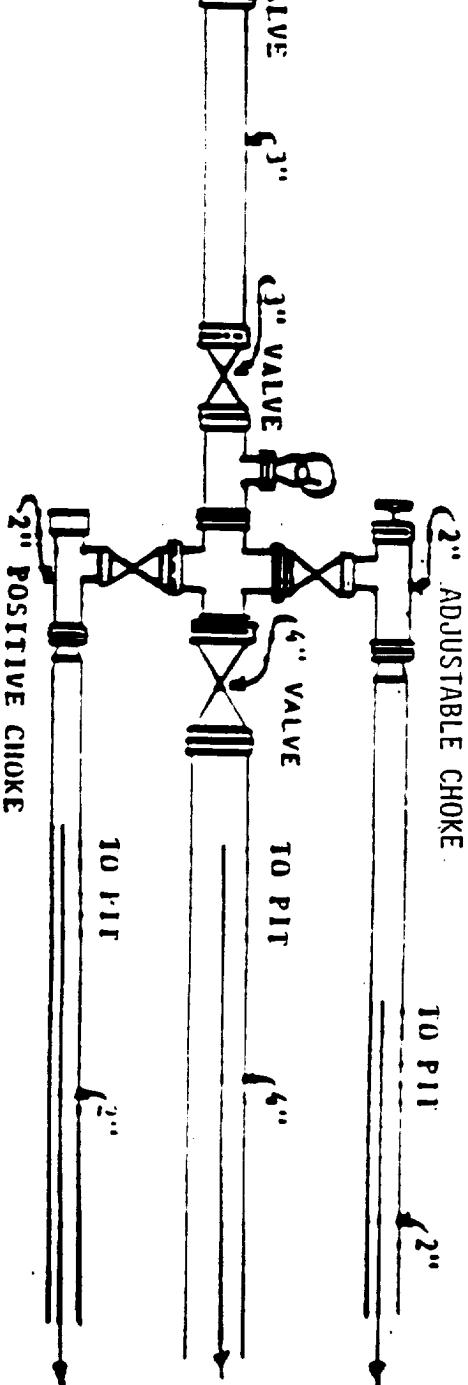 3"
3" VALVE
2" ADJUSTABLE CHOKE
4" VALVE
2" POSITIVE CHOKE
TO PIT
2"
TO PIT
4"
TO PIT
2"